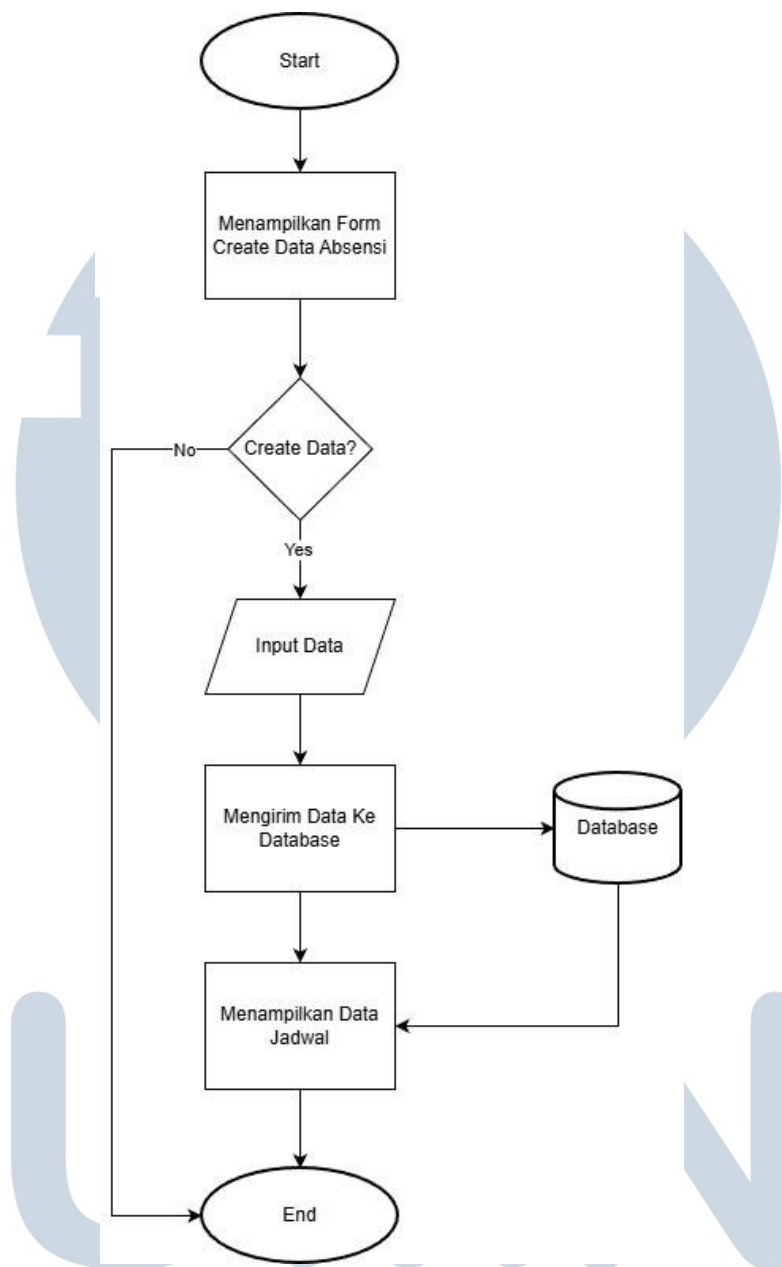 Start
Menampilkan Form
Create Data Absensi
Create Data?
No
Yes
Input Data
Mengirim Data Ke
Database
Database
Menampilkan Data
Jadwal
End